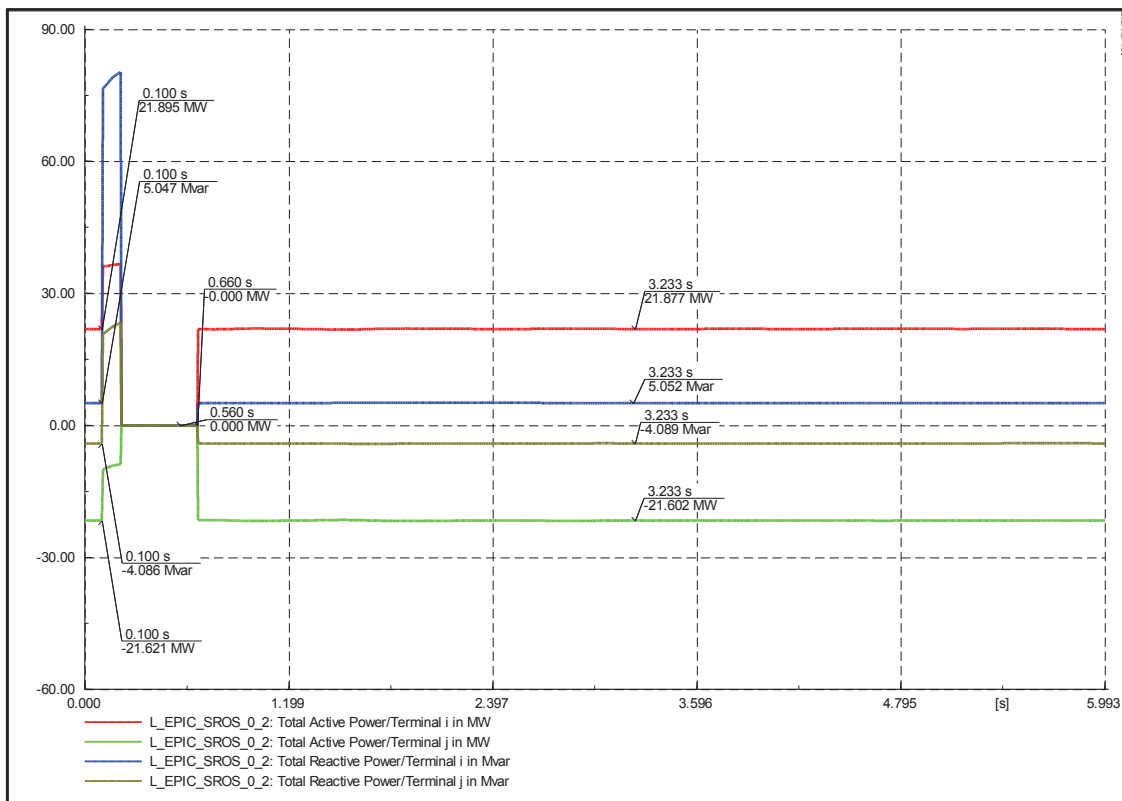 90.00
60.00
30.00
0.00
-30.00
-60.00
0.100 s
21.895 MW
0.100 s
5.047 Mvar
0.660 s
-0.000 MW
3.233 s
21.877 MW
3.233 s
5.052 Mvar
0.560 s
0.000 MW
3.233 s
-4.089 Mvar
3.233 s
-21.602 MW
0.100 s
-4.086 Mvar
0.100 s
-21.621 MW
0.000 1.199 2.397 3.596 4.795 [s] 5.993
L_EPIC_SROS_0_2: Total Active Power/Terminal i in MW
L_EPIC_SROS_0_2: Total Active Power/Terminal j in MW
L_EPIC_SROS_0_2: Total Reactive Power/Terminal i in Mvar
L_EPIC_SROS_0_2: Total Reactive Power/Terminal j in Mvar